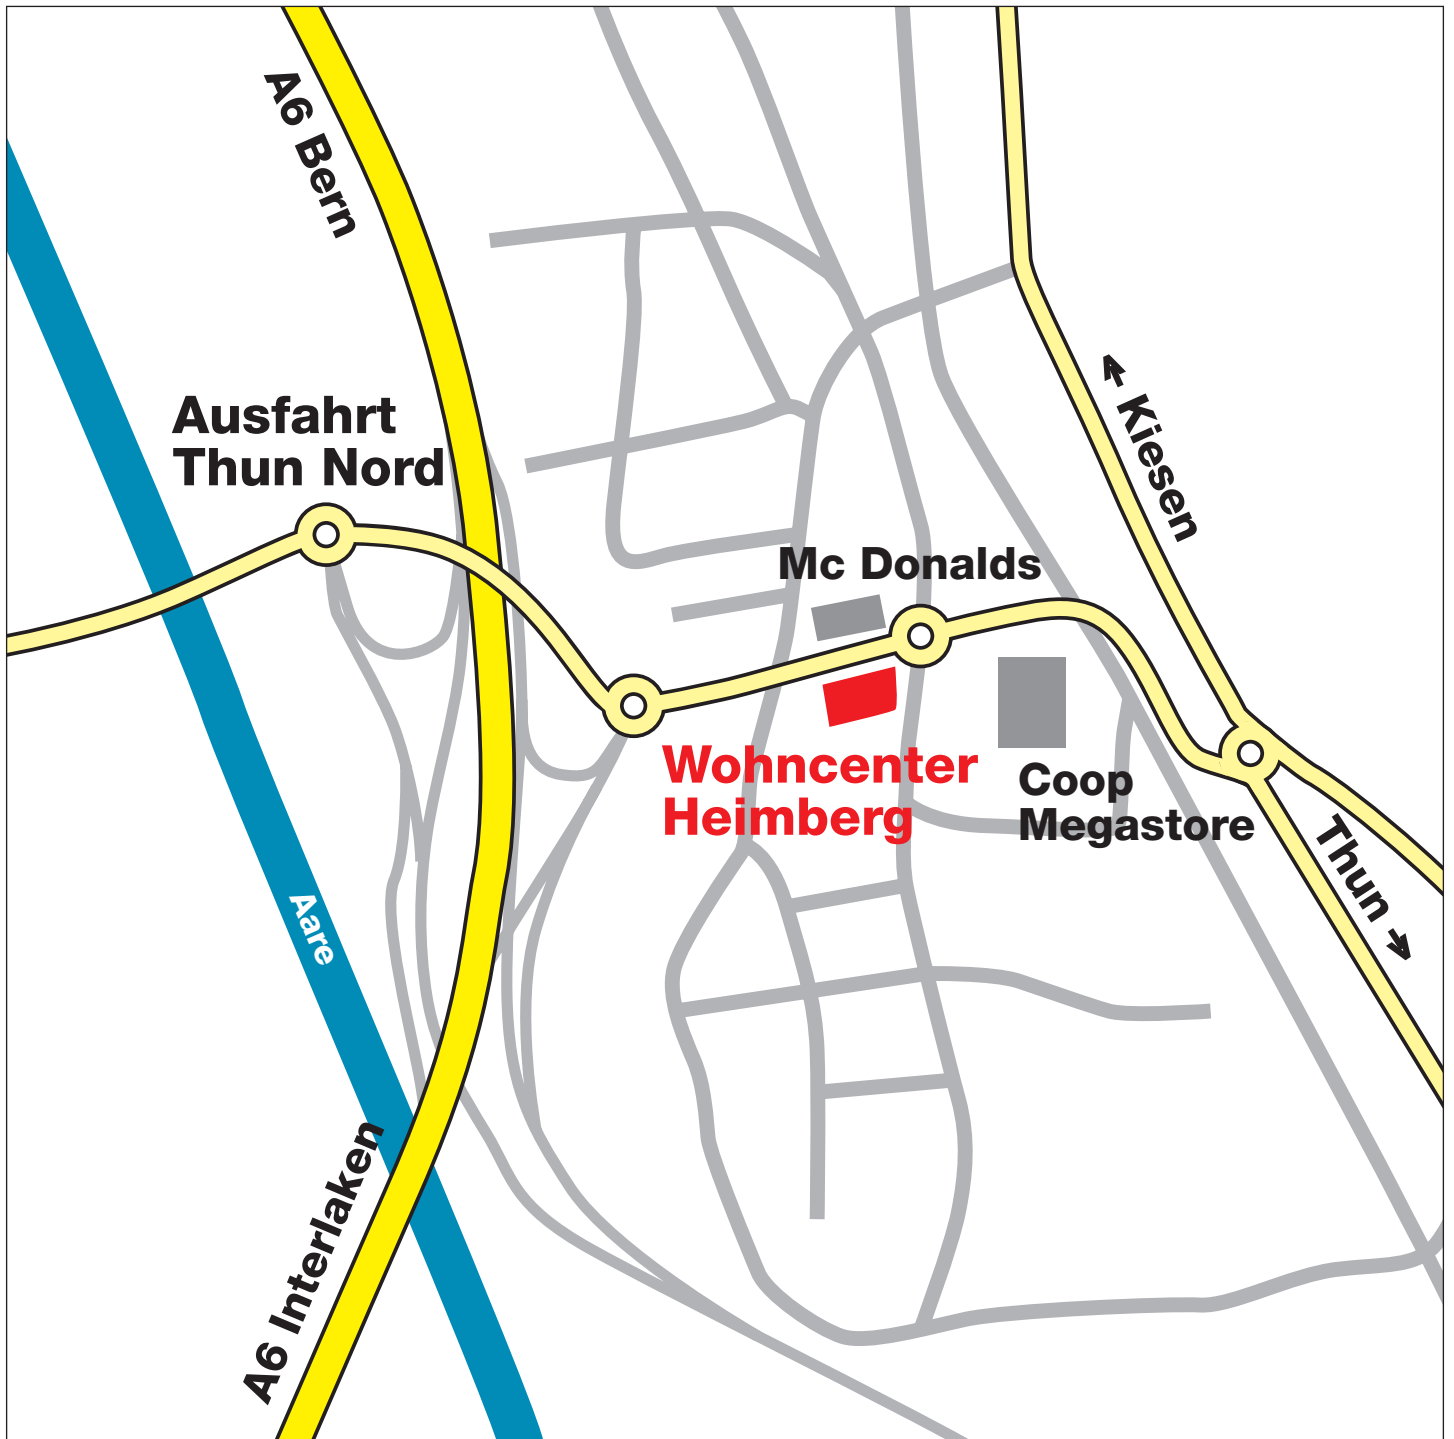 A6 Bern
Ausfahrt
Thun Nord
Kiesen
Mc Donalds
Wohncenter
Heimberg
Coop
Megastore
Thun
Aare
A6 Interlaken